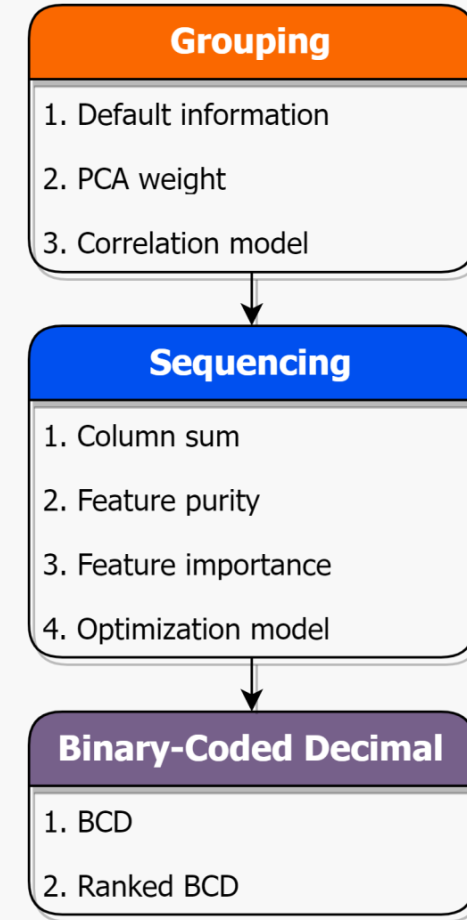 Grouping
1. Default information
2. PCA weight
3. Correlation model
Sequencing
1. Column sum
2. Feature purity
3. Feature importance
4. Optimization model
Binary-Coded Decimal
1. BCD
2. Ranked BCD